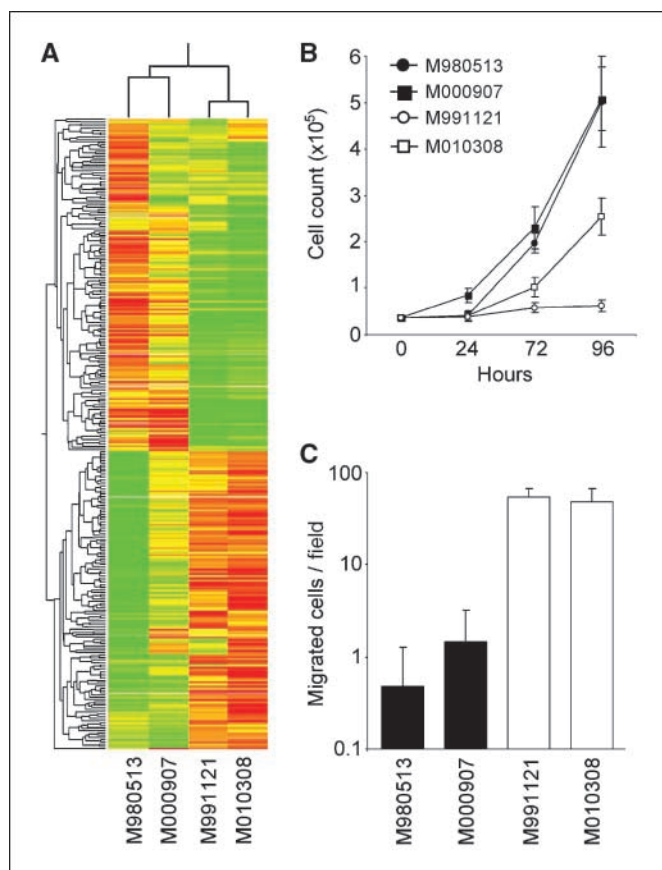 A
M980513
M000907
M991121
M010308
B
Cell count (x10⁵)
6
5
4
3
2
1
0
M980513
M000907
M991121
M010308
0 24 72 96
Hours
C
Migrated cells / field
100
10
1
0.1
M980513
M000907
M991121
M010308